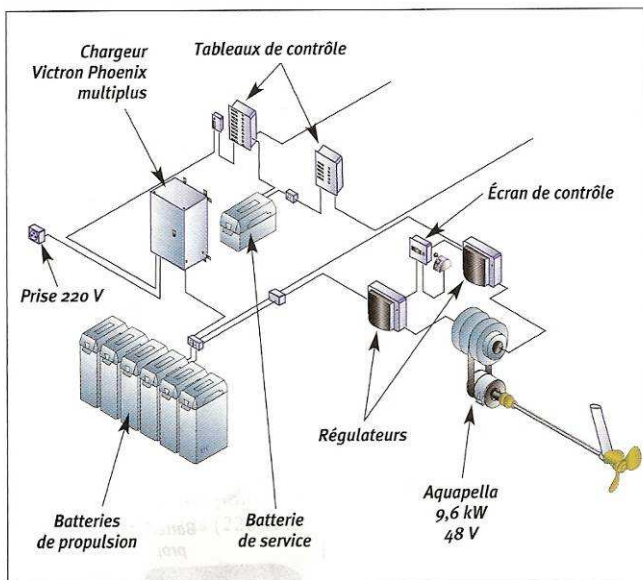 Chargeur
Victron Phoenix
multiplus
Tableaux de contrôle
Écran de contrôle
Prise 220 V
Régulateurs
Batteries
de propulsion
Batterie
de service
Aquapella
9,6 kW
48 V